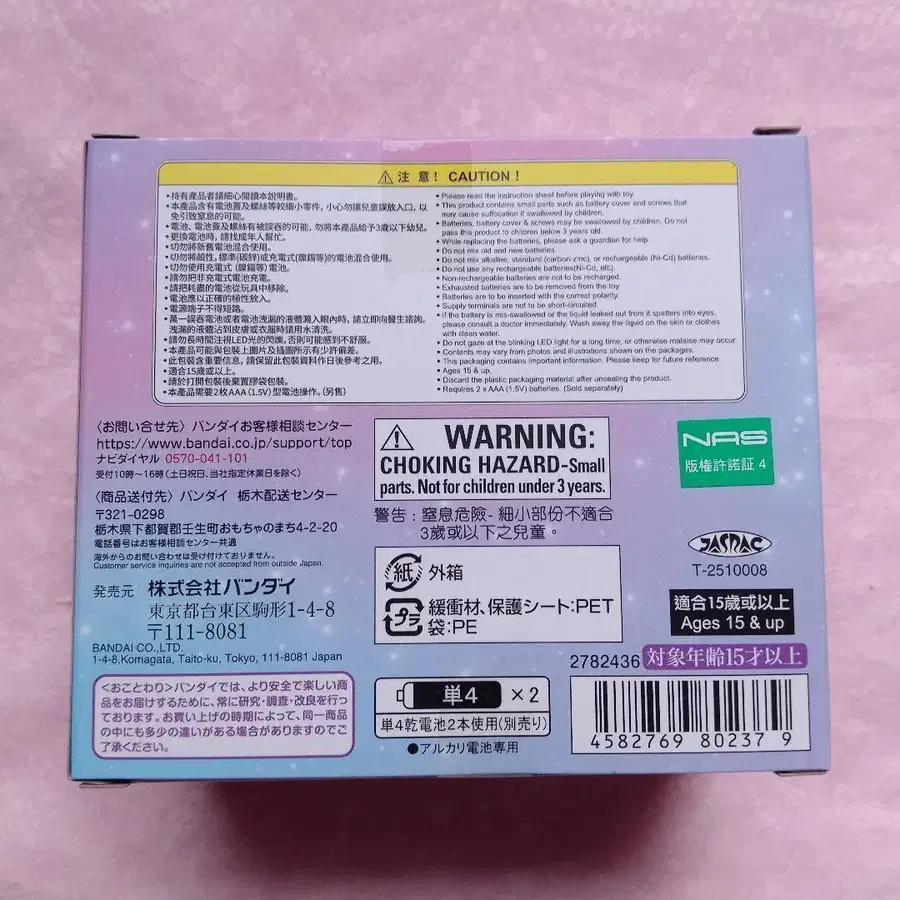 ⚠注 意! CAUTION!
•持有產品者請細心閱讀本說明書。
•本產品含有電池蓋及螺絲等較細小零件，小心勿讓兒童誤放入口，以
免引致窒息的可能。
•電池、電池蓋及螺絲有被誤吞的可能，勿將本產品給予3歲以下幼兒。
•更換電池時，請找成年人幫忙。
•切勿將新舊電池混合使用。
•切勿將鹼性，標準(碳鋅)或充電式(鎳鎘等)的電池混合使用。
•切勿使用充電式(鎳鎘等)電池。
•請勿把非充電式電池充電。
•請把耗盡的電池從玩具中移除。
•電池應以正確的極性放入。
•電源端子不得短路。
•萬一誤吞電池或者電池洩漏的液體濺入眼內時，請立即向醫生諮詢。
洩漏的液體沾到皮膚或衣服時請用水清洗。
•請勿長時間注視LED光的閃爍，否則可能感到不舒服。
•本產品可能與包裝上圖片及插圖所示有少許偏差。
•此包裝含重要信息，請保留此包裝資料作日後參考之用。
•適合15歲或以上。
•請於打開包裝後棄置膠袋包裝。
•本產品需要2枚AAA(1.5V)型電池操作。(另售)
• Please read the instruction sheet before playing with toy.
• This product contains small parts such as battery cover and screws that
may cause suffocation if swallowed by children.
• Batteries, battery cover & screws may be swallowed by children. Do not
pass this product to children below 3 years old.
• While replacing the batteries, please ask a guardian for help.
• Do not mix old and new batteries.
• Do not mix alkaline, standard (carbon-zinc), or rechargeable (Ni-Cd) batteries.
• Do not use any rechargeable batteries(Ni-Cd, etc).
• Non-rechargeable batteries are not to be recharged.
• Exhausted batteries are to be removed from the toy.
• Batteries are to be inserted with the correct polarity.
• Supply terminals are not to be short-circuited.
• If the battery is mis-swallowed or the liquid leaked out from it spatters into eyes,
please consult a doctor immediately. Wash away the liquid on the skin or clothes
with clean water.
• Do not gaze at the blinking LED light for a long time, or otherwise malaise may occur.
• Contents may vary from photos and illustrations shown on the packages.
• This packaging contains important information. Please keep for future reference.
• Ages 15 & up.
• Discard the plastic packaging material after unsealing the product.
• Requires 2 x AAA (1.5V) batteries. (Sold separately)
〈お問い合せ先〉バンダイお客様相談センター
https://www.bandai.co.jp/support/top
ナビダイヤル 0570-041-101
受付10時～16時(土日祝日、当社指定休業日を除く)
〈商品送付先〉バンダイ 栃木配送センター
〒321-0298
栃木県下都賀郡壬生町おもちゃのまち4-2-20
電話番号はお客様相談センター共通
海外からのお問い合わせは受け付けておりません。
Customer service inquiries are not accepted from outside Japan.
発売元 株式会社バンダイ
東京都台東区駒形1-4-8
〒111-8081
BANDAI CO.,LTD.
1-4-8,Komagata, Taito-ku, Tokyo, 111-8081 Japan
〈おことわり〉バンダイでは、より安全で楽しい商
品をお届けするために、常に研究・調査・改良を行っ
ております。お買い上げの時期によって、同一商品
の中にも多少の違いがある場合がありますのでご
了承ください。
⚠ WARNING:
CHOKING HAZARD-Small
parts. Not for children under 3 years.
警告:窒息危險-細小部份不適合
3歲或以下之兒童。
紙 外箱
プラ 緩衝材、保護シート:PET
袋:PE
単4 ×2
単4乾電池2本使用(別売り)
●アルカリ電池専用
NAS
版権許諾証4
JASRAC
T-2510008
適合15歲或以上
Ages 15 & up
2782436 対象年齢15才以上
4582769 80237 9